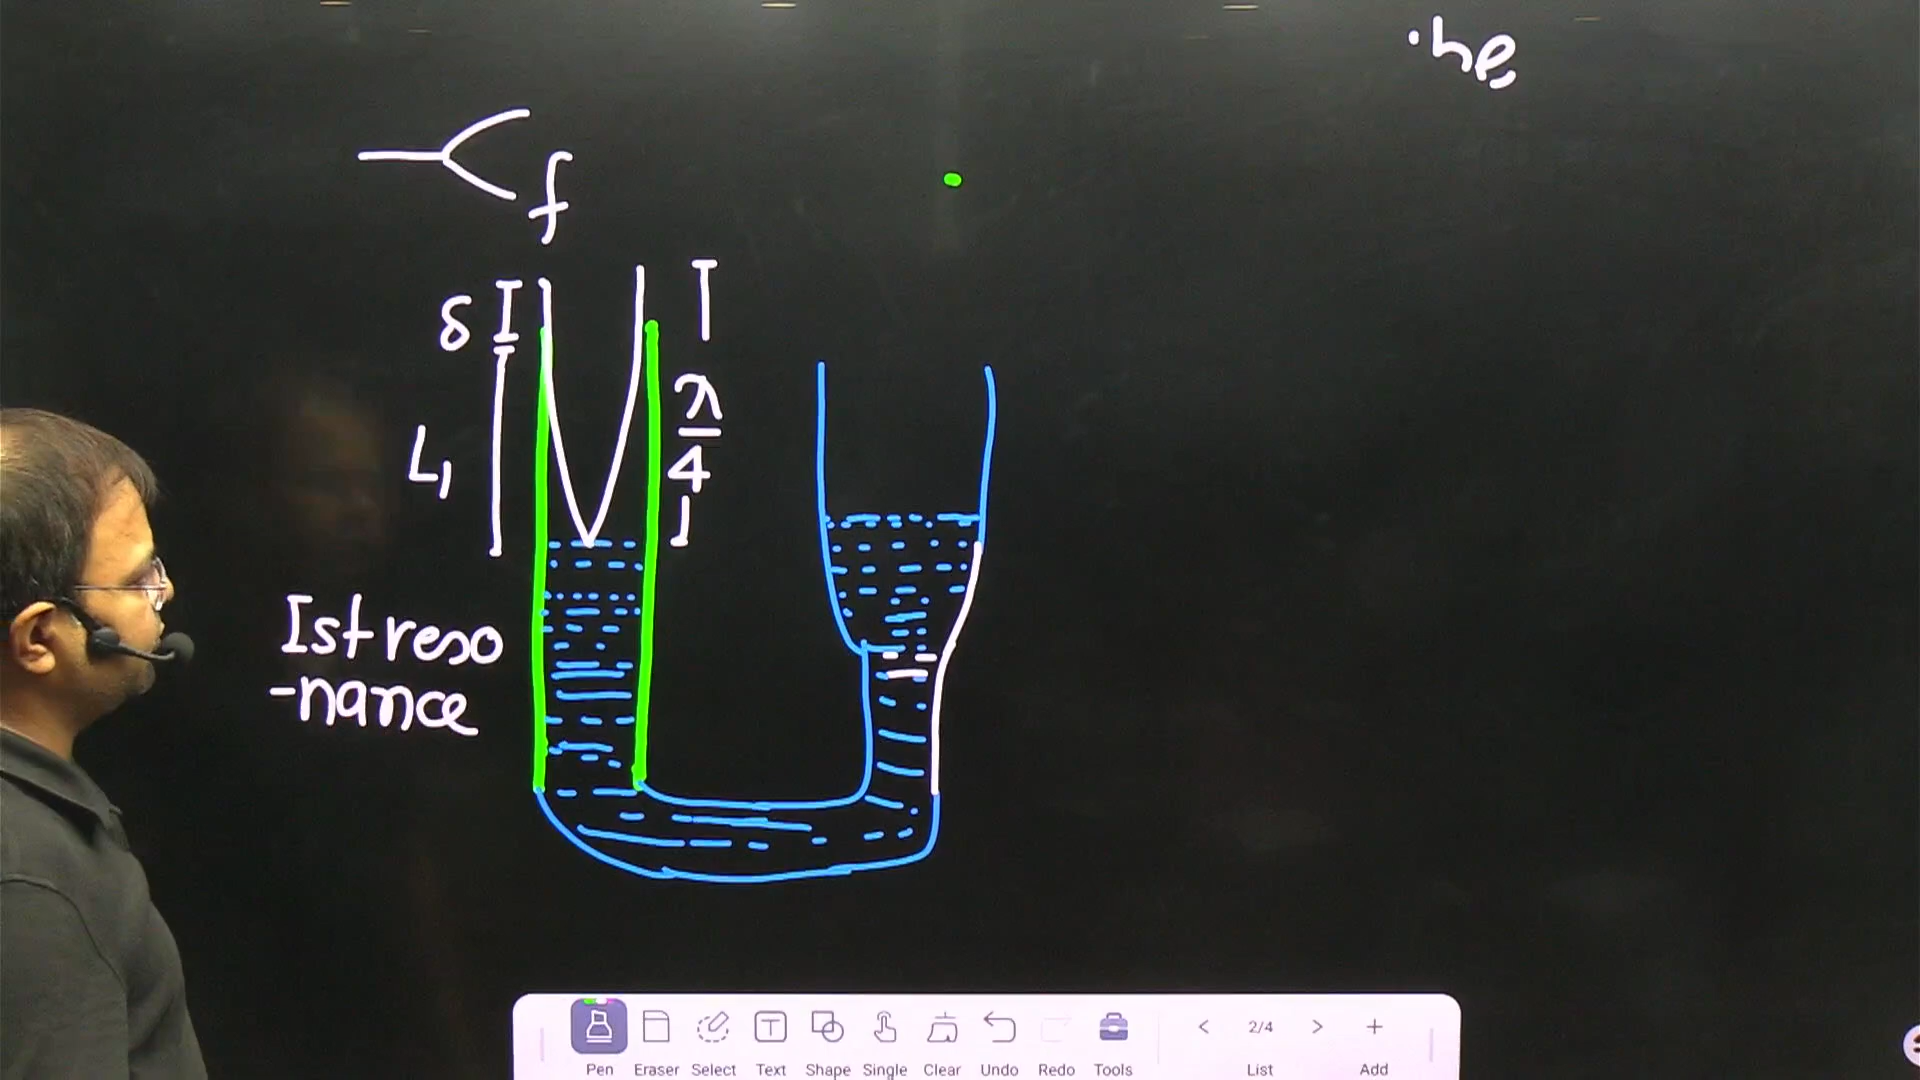 f
δ
L₁
λ/4
Ist reso
-nance
Pen Eraser Select Text Shape Single Clear Undo Redo Tools < 2/4 > List + Add